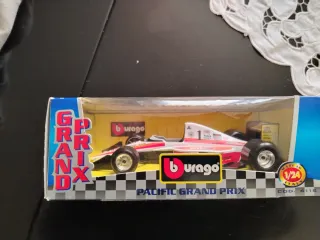 GRAND
PRIX
burago
burago
1/24
PACIFIC GRAND PRIX